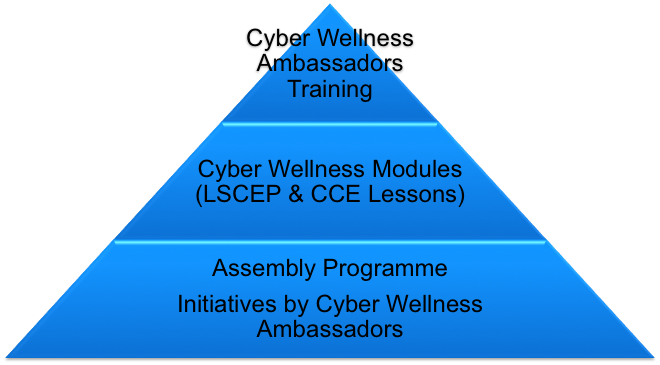 Cyber Wellness
Ambassadors
Training
Cyber Wellness Modules
(LSCEP & CCE Lessons)
Assembly Programme
Initiatives by Cyber Wellness
Ambassadors